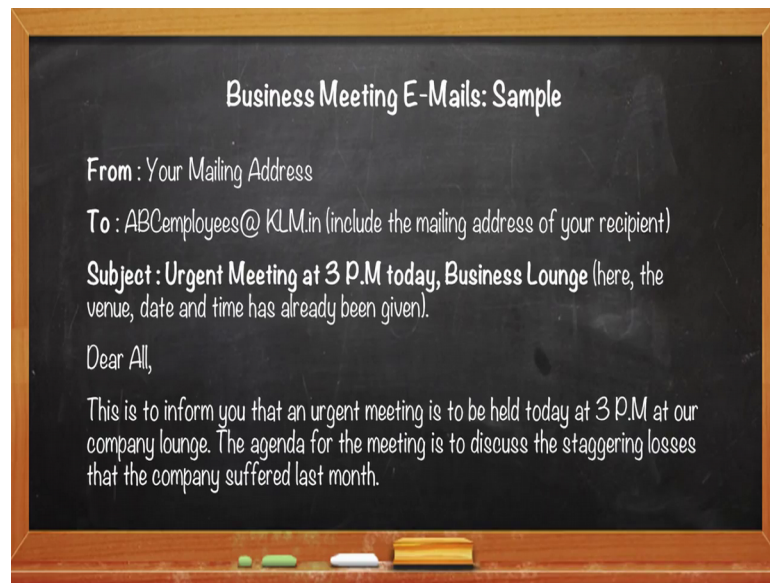 Business Meeting E-Mails: Sample
From : Your Mailing Address
To : ABCemployees@ KLM.in (include the mailing address of your recipient)
Subject : Urgent Meeting at 3 P.M today, Business Lounge (here, the
venue, date and time has already been given).
Dear All,
This is to inform you that an urgent meeting is to be held today at 3 P.M at our
company lounge. The agenda for the meeting is to discuss the staggering losses
that the company suffered last month.